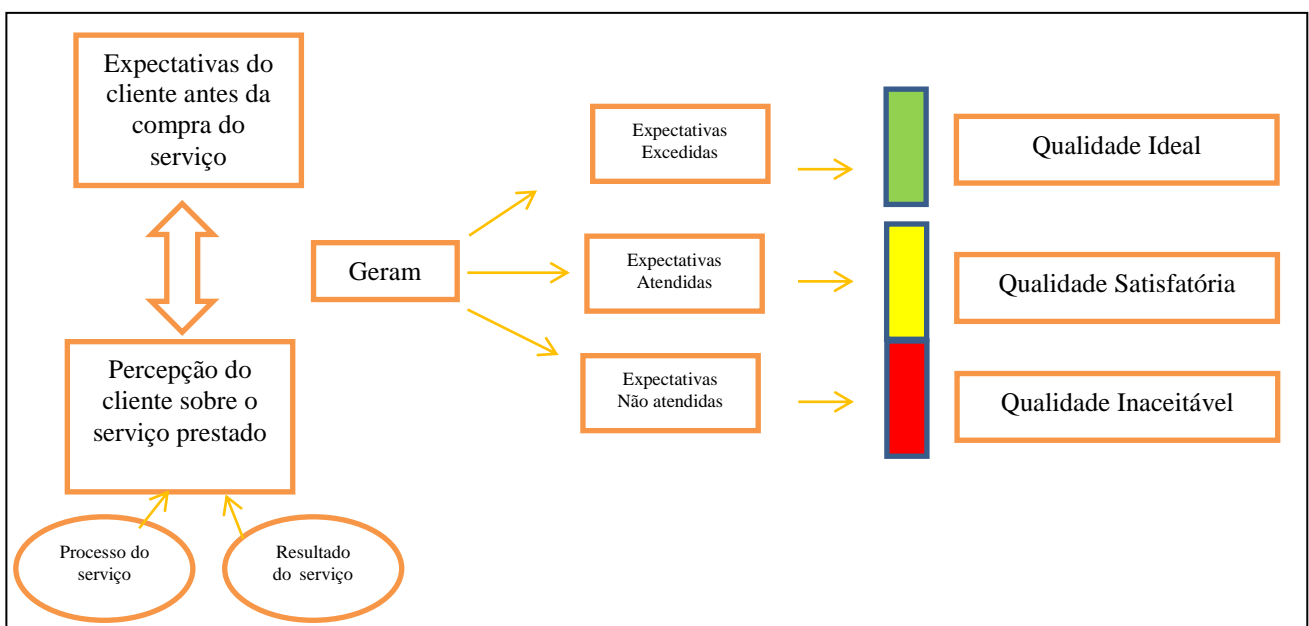 Expectativas do
cliente antes da
compra do
serviço
Percepção do
cliente sobre o
serviço prestado
Processo do
serviço
Resultado
do serviço
Geram
Expectativas
Excedidas
Expectativas
Atendidas
Expectativas
Não atendidas
Qualidade Ideal
Qualidade Satisfatória
Qualidade Inaceitável